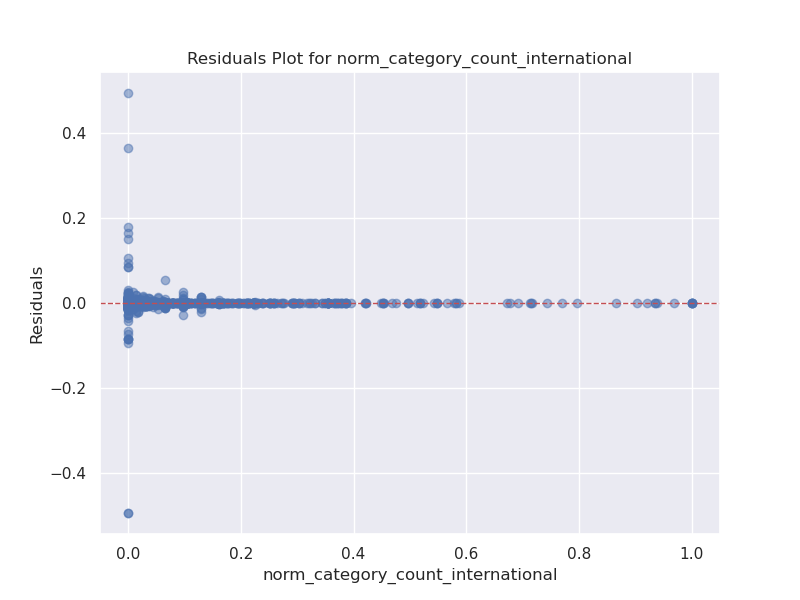 Residuals Plot for norm_category_count_international
Residuals
0.4
0.2
0.0
−0.2
−0.4
0.0 0.2 0.4 0.6 0.8 1.0
norm_category_count_international